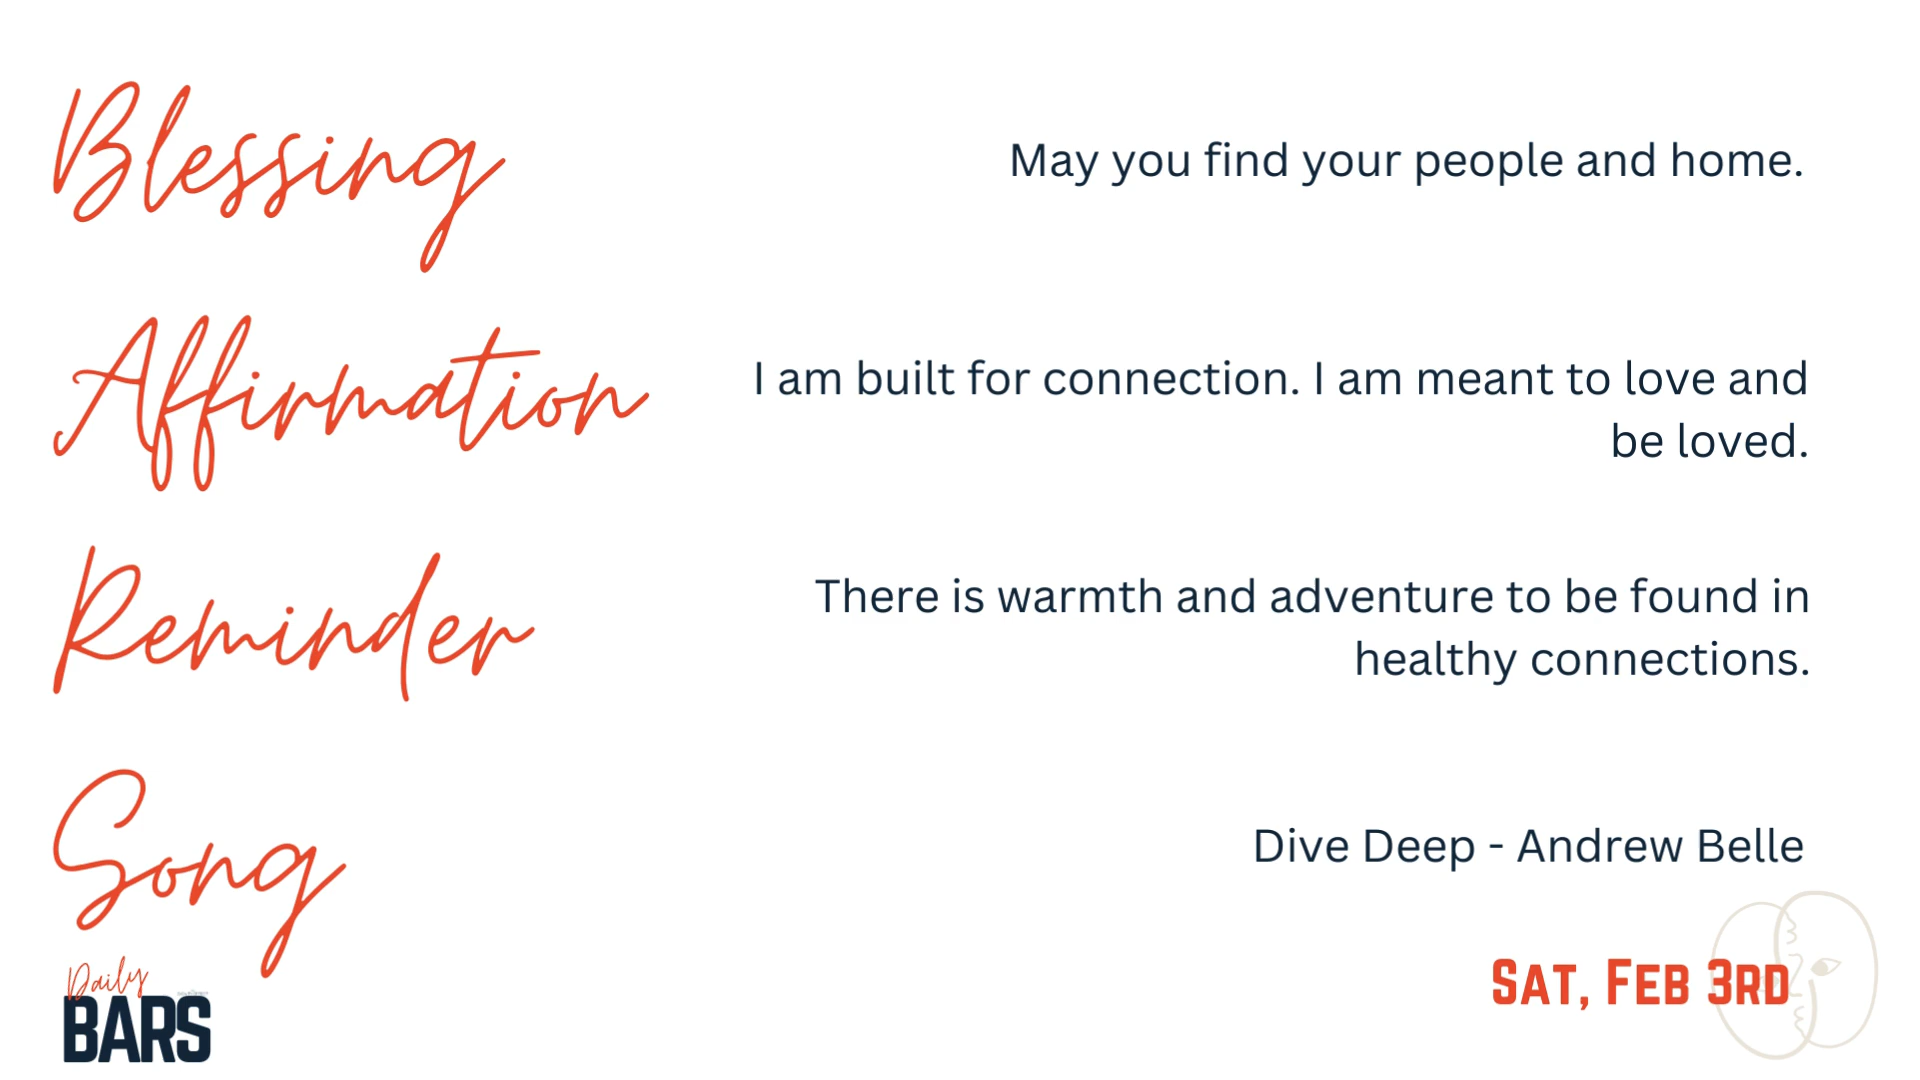 Blessing
May you find your people and home.
Affirmation
I am built for connection. I am meant to love and
be loved.
Reminder
There is warmth and adventure to be found in
healthy connections.
Song
Dive Deep - Andrew Belle
Daily
BARS
Sat, Feb 3rd